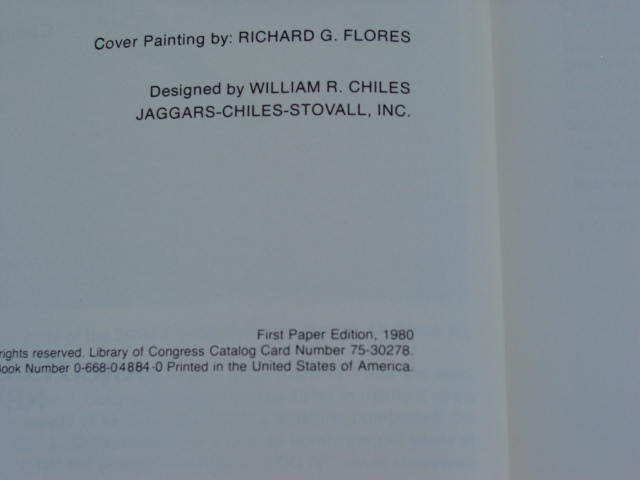 Cover Painting by: RICHARD G. FLORES
Designed by WILLIAM R. CHILES
JAGGARS-CHILES-STOVALL, INC.
First Paper Edition, 1980
rights reserved. Library of Congress Catalog Card Number 75-30278.
Book Number 0-668-04884-0 Printed in the United States of America.